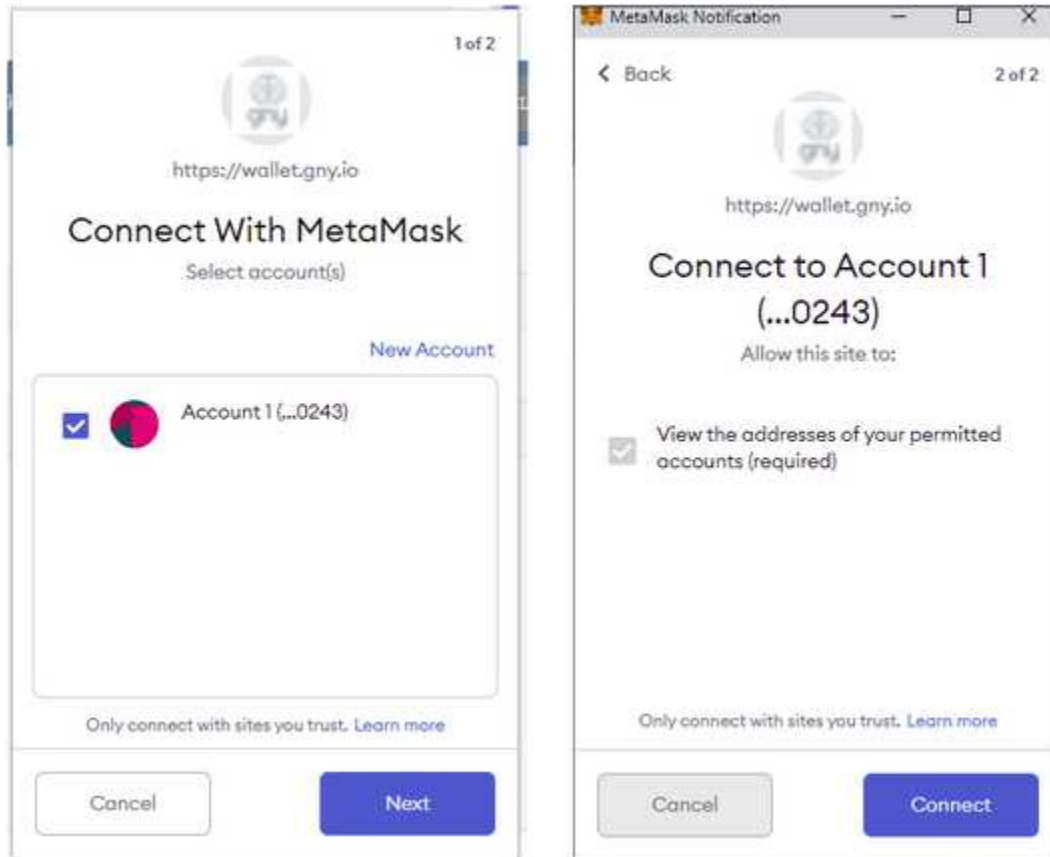 1 of 2
gny
https://wallet.gny.io
Connect With MetaMask
Select account(s)
New Account
Account 1 (...0243)
Only connect with sites you trust. Learn more
Cancel
Next
MetaMask Notification
Back
2 of 2
gny
https://wallet.gny.io
Connect to Account 1
(...0243)
Allow this site to:
View the addresses of your permitted
accounts (required)
Only connect with sites you trust. Learn more
Cancel
Connect